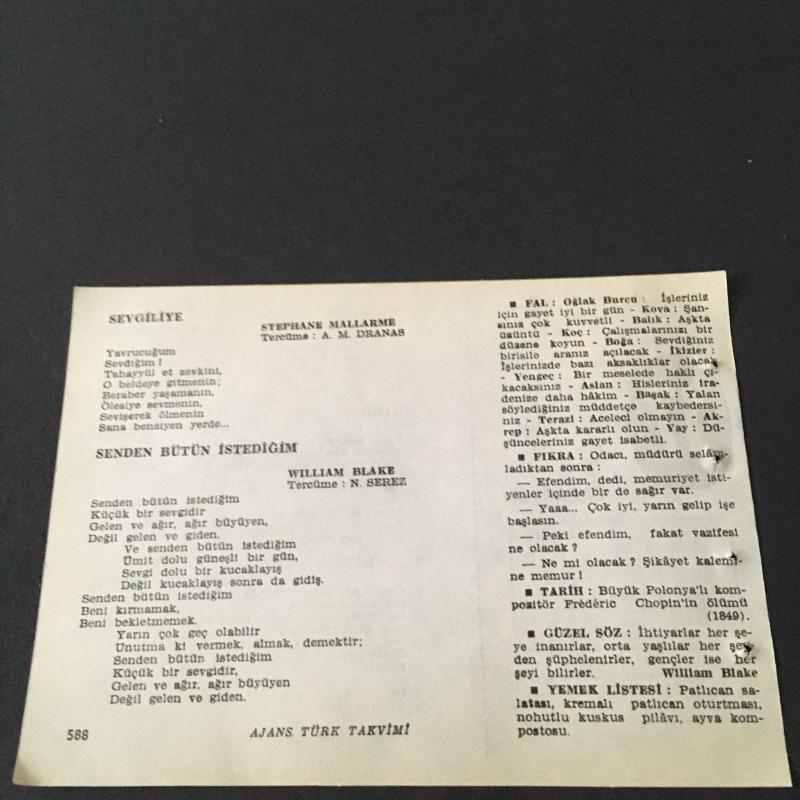 SEVGİLİYE
STEPHANE MALLARME
Tercüme : A. M. DRANAS
Yavrucuğum
Sevdiğim !
Tahayyül et zevkini,
O beldeye gitmenin;
Beraber yaşamanın,
Ölesiye sevmenin,
Sevişerek ölmenin
Sana benziyen yerde...
SENDEN BÜTÜN İSTEDİĞİM
WILLIAM BLAKE
Tercüme : N. SEREZ
Senden bütün istediğim
Küçük bir sevgidir
Gelen ve ağır, ağır büyüyen,
Değil gelen ve giden.
Ve senden bütün istediğim
Ümit dolu güneşli bir gün,
Sevgi dolu bir kucaklayış
Değil kucaklayış sonra da gidiş.
Senden bütün istediğim
Beni kırmamak,
Beni bekletmemek.
Yarın çok geç olabilir
Unutma ki vermek, almak, demektir;
Senden bütün istediğim
Küçük bir sevgidir,
Gelen ve ağır, ağır büyüyen
Değil gelen ve giden.
588
AJANS TÜRK TAKVİMİ
■ FAL : Oğlak Burcu : İşleriniz
için gayet iyi bir gün - Kova : Şan-
sınız çok kuvvetli - Balık : Aşkta
üzüntü - Koç : Çalışmalarınızı bir
düzene koyun - Boğa : Sevdiğiniz
birisile aranız açılacak - İkizler :
İşlerinizde bazı aksaklıklar olacak
- Yengeç : Bir meselede haklı çı-
kacaksınız - Aslan : Hisleriniz ira-
denize daha hâkim - Başak : Yalan
söylediğiniz müddetçe kaybedersi-
niz - Terazi : Aceleci olmayın - Ak-
rep : Aşkta kararlı olun - Yay : Dü-
şünceleriniz gayet isabetli.
■ FIKRA : Odacı, müdürü selâm-
ladıktan sonra :
— Efendim, dedi, memuriyet isti-
yenler içinde bir de sağır var.
— Yaaa... Çok iyi, yarın gelip işe
başlasın.
— Peki efendim, fakat vazifesi
ne olacak ?
— Ne mi olacak ? Şikâyet kalemi-
ne memur !
■ TARİH : Büyük Polonya'lı kom-
pozitör Frédéric Chopin'in ölümü
(1849).
■ GÜZEL SÖZ : İhtiyarlar her şe-
ye inanırlar, orta yaşlılar her şey-
den şüphelenirler, gençler ise her
şeyi bilirler. William Blake
■ YEMEK LİSTESİ : Patlıcan sa-
latası, kremalı patlıcan oturtması,
nohutlu kuskus pilâvı, ayva kom-
postosu.